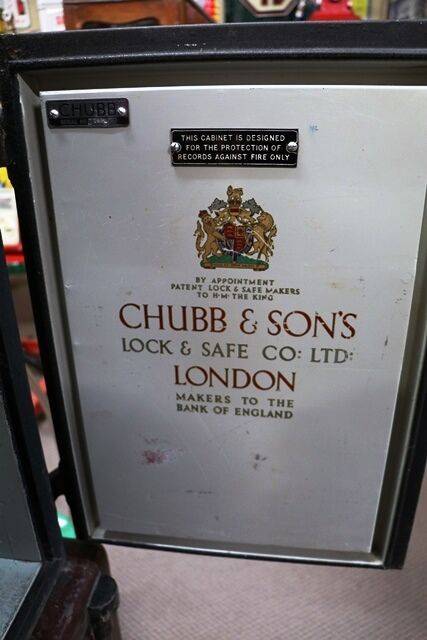 CHUBB
THIS CABINET IS DESIGNED
FOR THE PROTECTION OF
RECORDS AGAINST FIRE ONLY
BY APPOINTMENT
PATENT LOCK & SAFE MAKERS
TO H·M· THE KING
CHUBB & SON'S
LOCK & SAFE CO: LTD:
LONDON
MAKERS TO THE
BANK OF ENGLAND